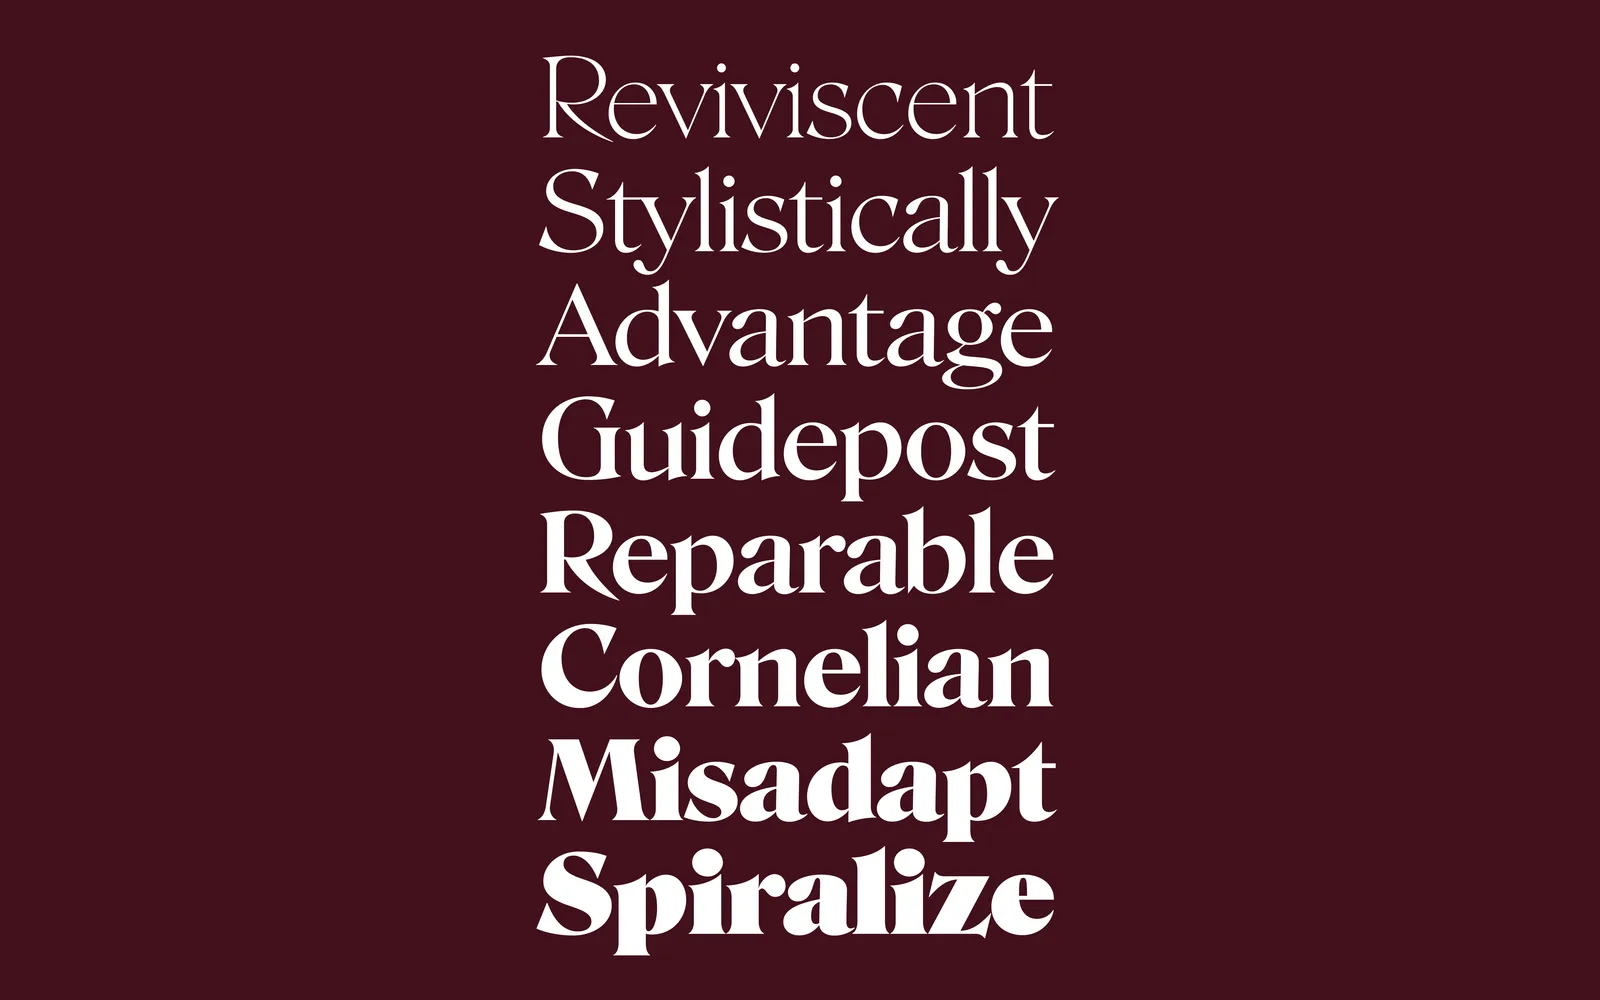 Reviviscent
Stylistically
Advantage
Guidepost
Reparable
Cornelian
Misadapt
Spiralize